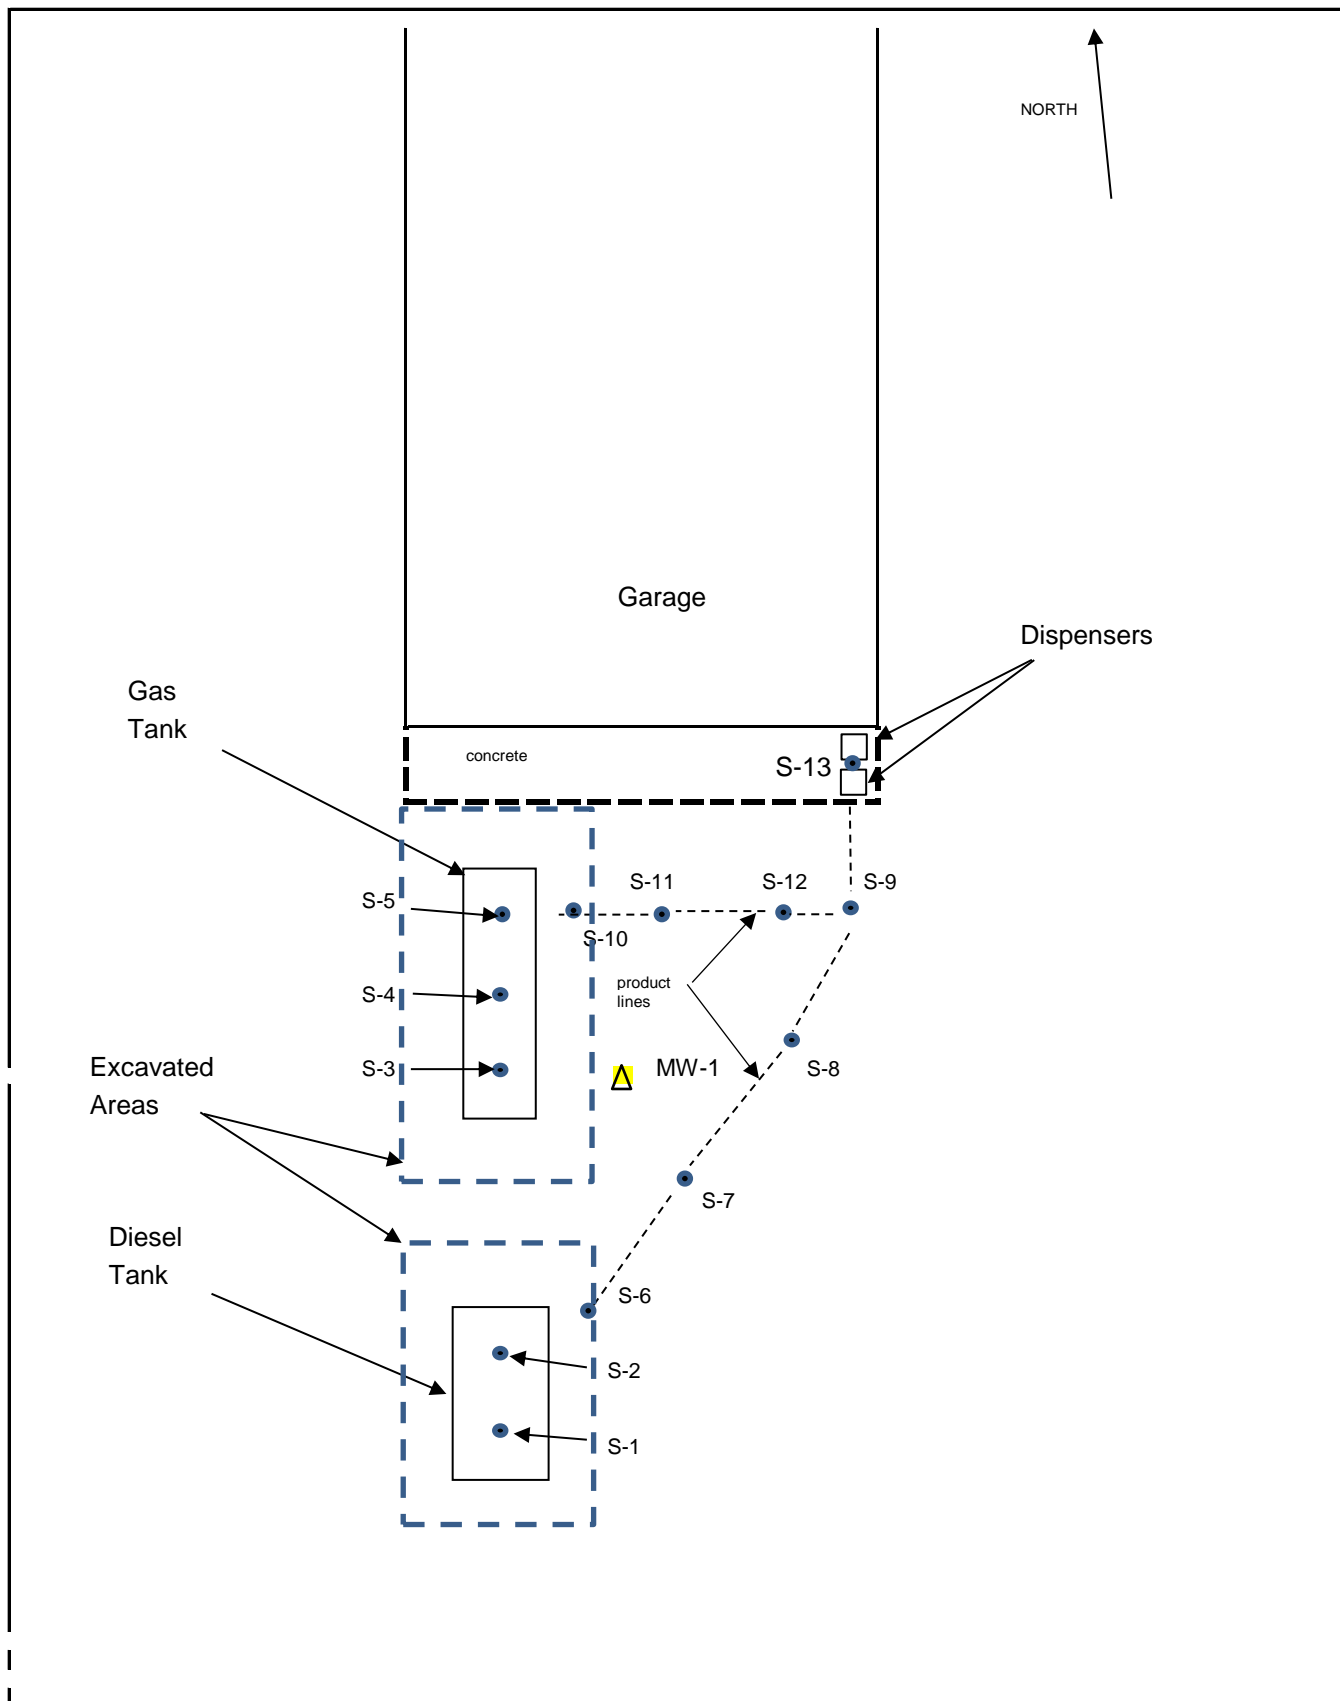 NORTH
Garage
Dispensers
Gas
Tank
concrete
S-13
S-11
S-12
S-9
S-5
S-10
product
lines
S-4
Excavated
Areas
S-3
MW-1
S-8
S-7
Diesel
Tank
S-6
S-2
S-1